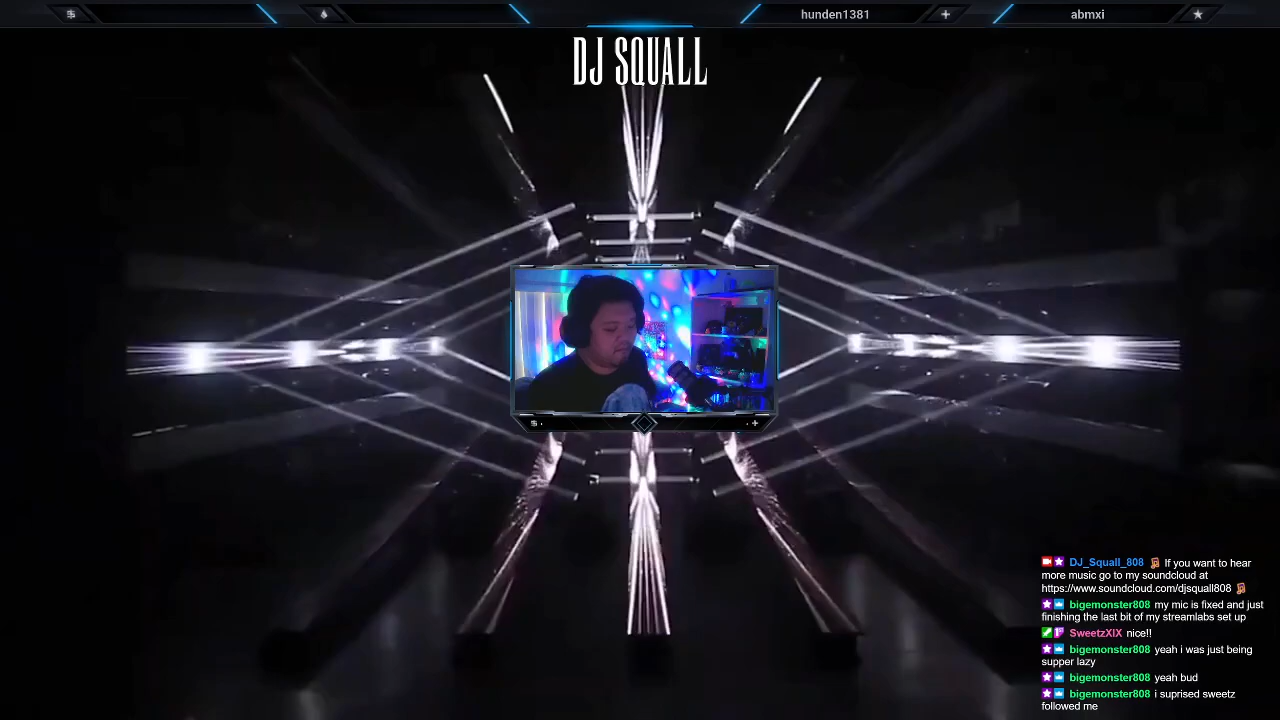 hunden1381
abmxi
DJ SQUALL
DJ_Squall_808 If you want to hear
more music go to my soundcloud at
https://www.soundcloud.com/djsquall808
bigemonster808 my mic is fixed and just
finishing the last bit of my streamlabs set up
SweetzXIX nice!!
bigemonster808 yeah i was just being
supper lazy
bigemonster808 yeah bud
bigemonster808 i suprised sweetz
followed me